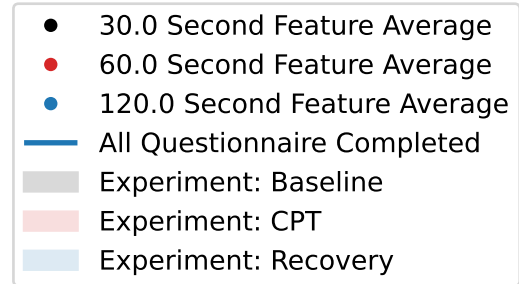 30.0 Second Feature Average
60.0 Second Feature Average
120.0 Second Feature Average
All Questionnaire Completed
Experiment: Baseline
Experiment: CPT
Experiment: Recovery